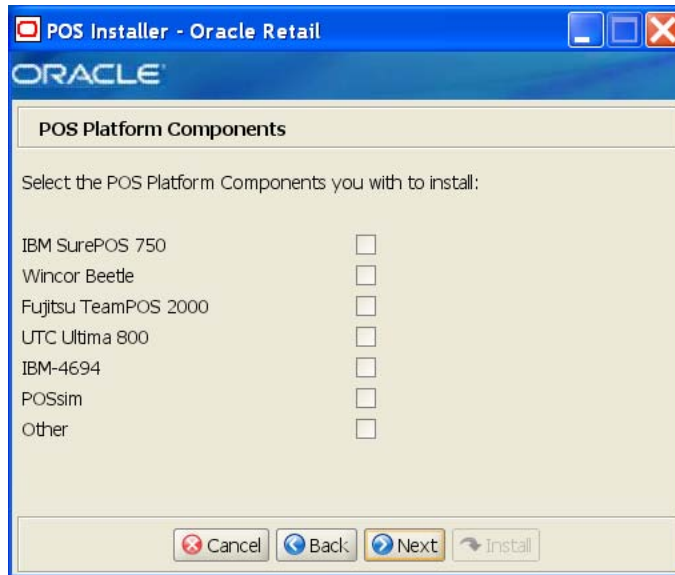 POS Installer - Oracle Retail
ORACLE
POS Platform Components
Select the POS Platform Components you with to install:
IBM SurePOS 750
Wincor Beetle
Fujitsu TeamPOS 2000
UTC Ultima 800
IBM-4694
POSsim
Other
Cancel Back Next Install